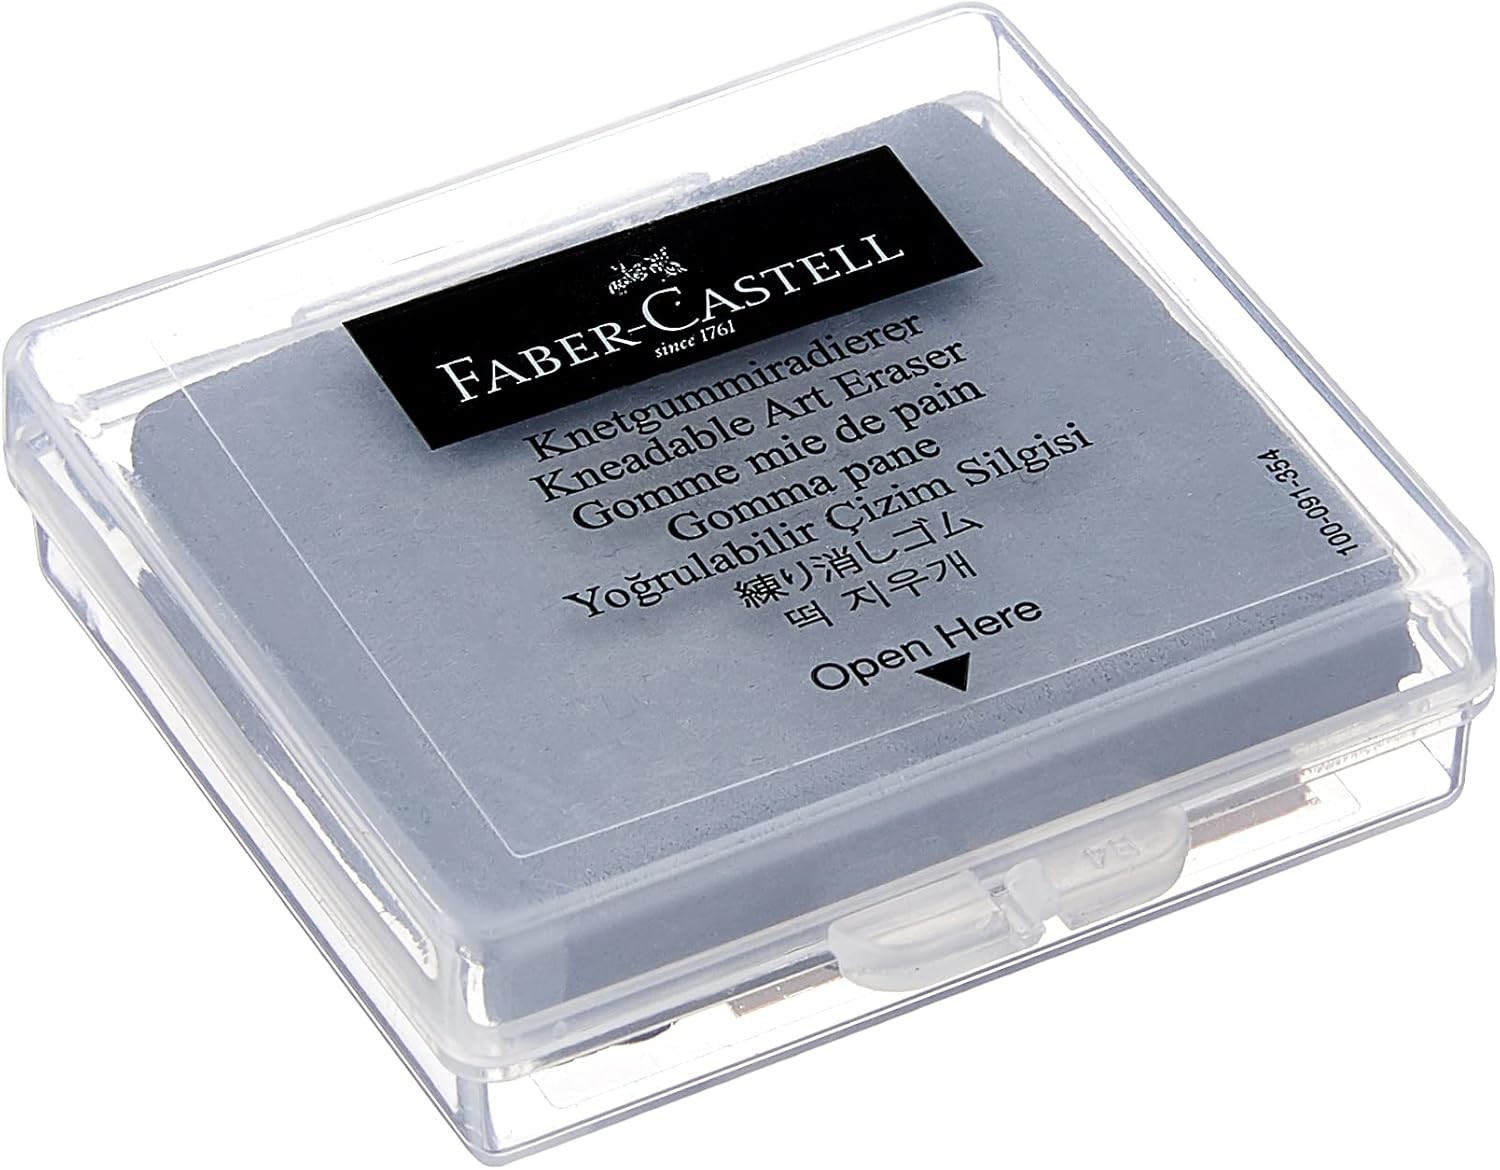 FABER-CASTELL
since 1761
Knetgummiradierer
Kneadable Art Eraser
Gomme mie de pain
Gomma pane
Yoğrulabilir Çizim Silgisi
練り消しゴム
떡 지우개
Open Here
100-091-354